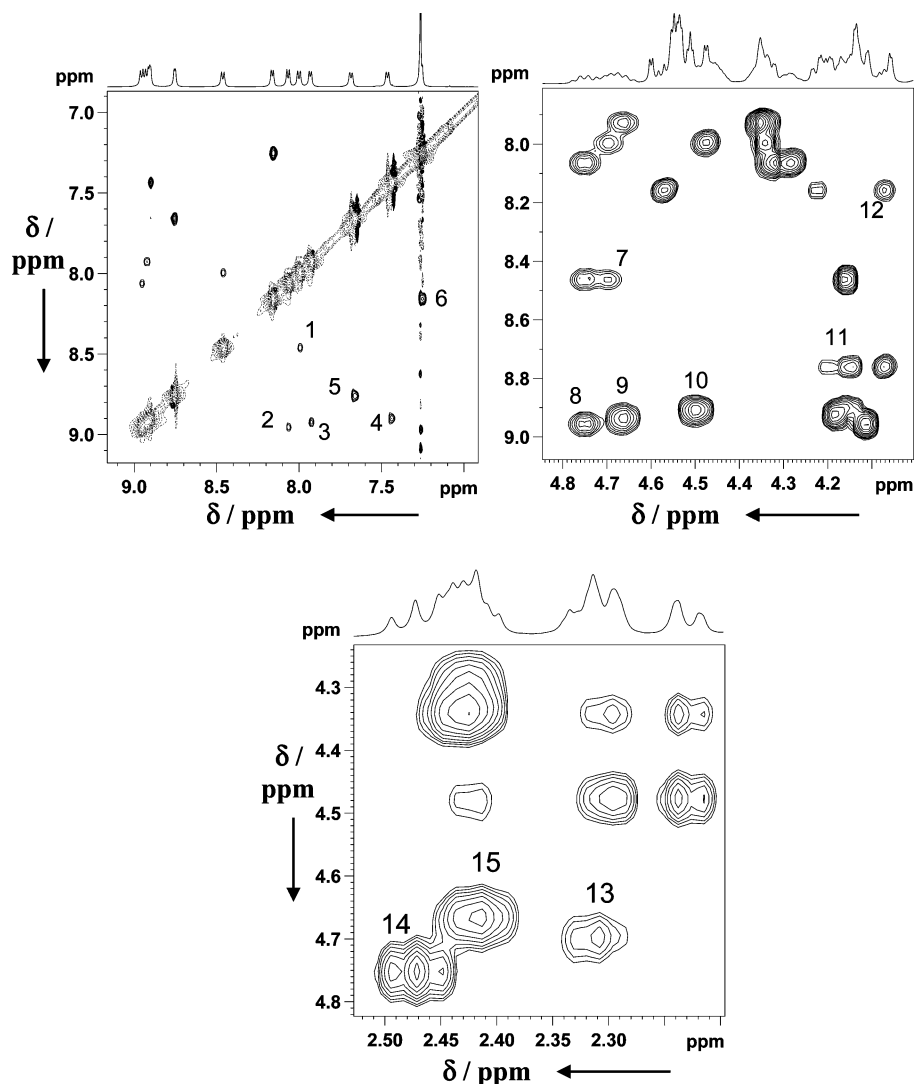 ppm
7.0
7.5
8.0
8.5
9.0
δ /
ppm
1
2
3
4
5
6
9.0 8.5 8.0 7.5 ppm
δ / ppm
ppm
8.0
8.2
8.4
8.6
8.8
9.0
δ /
ppm
7
8
9
10
11
12
4.8 4.7 4.6 4.5 4.4 4.3 4.2 ppm
δ / ppm
ppm
4.3
4.4
4.5
4.6
4.7
4.8
δ /
ppm
14
15
13
2.50 2.45 2.40 2.35 2.30 ppm
δ / ppm